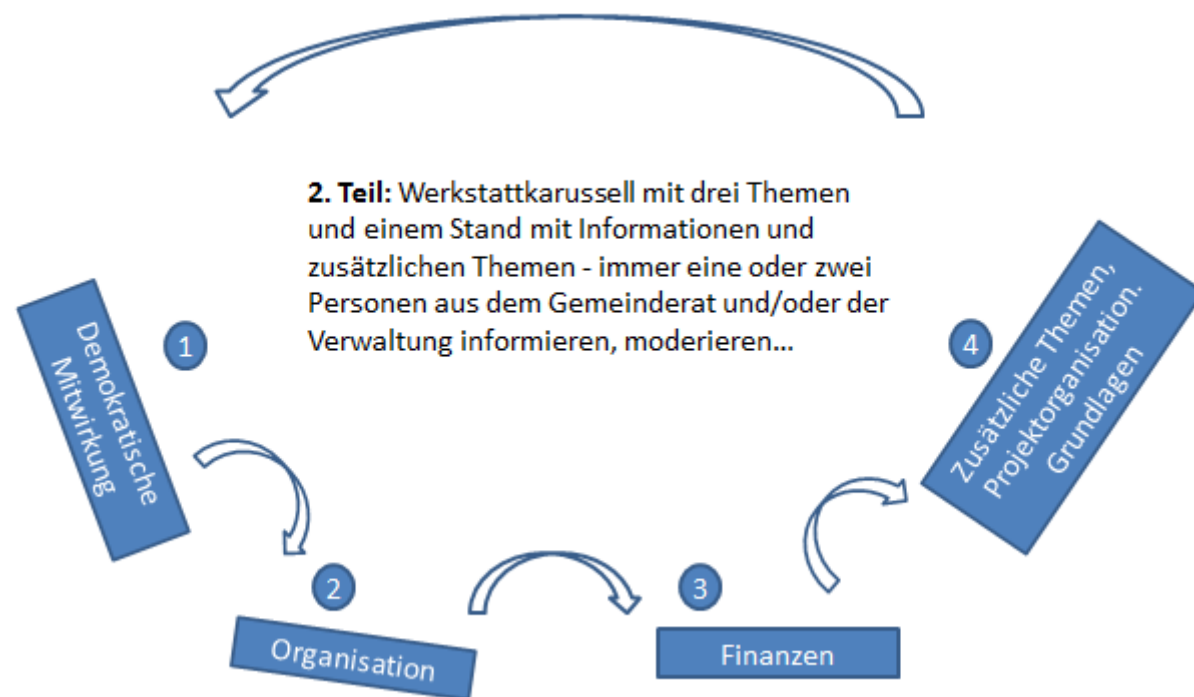 2. Teil: Werkstattkarussell mit drei Themen
und einem Stand mit Informationen und
zusätzlichen Themen - immer eine oder zwei
Personen aus dem Gemeinderat und/oder der
Verwaltung informieren, moderieren...
1
Demokratische
Mitwirkung
2
Organisation
3
Finanzen
4
Zusätzliche Themen,
Projektorganisation.
Grundlagen